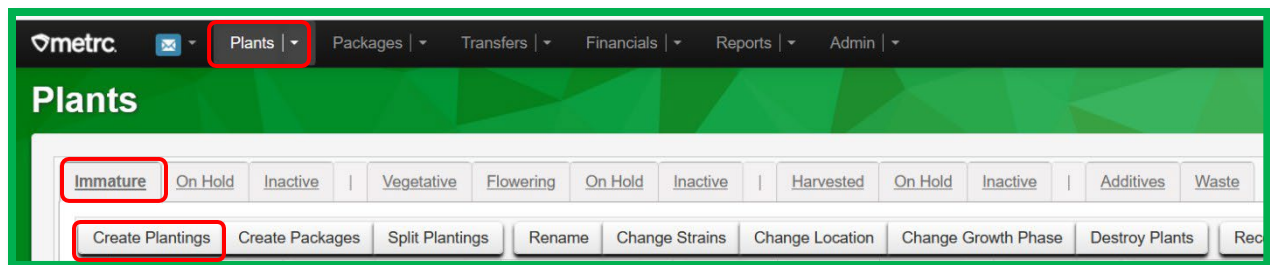 metrc. Plants | Packages | Transfers | Financials | Reports | Admin |
Plants
Immature On Hold Inactive | Vegetative Flowering On Hold Inactive | Harvested On Hold Inactive | Additives Waste
Create Plantings Create Packages Split Plantings Rename Change Strains Change Location Change Growth Phase Destroy Plants Rec